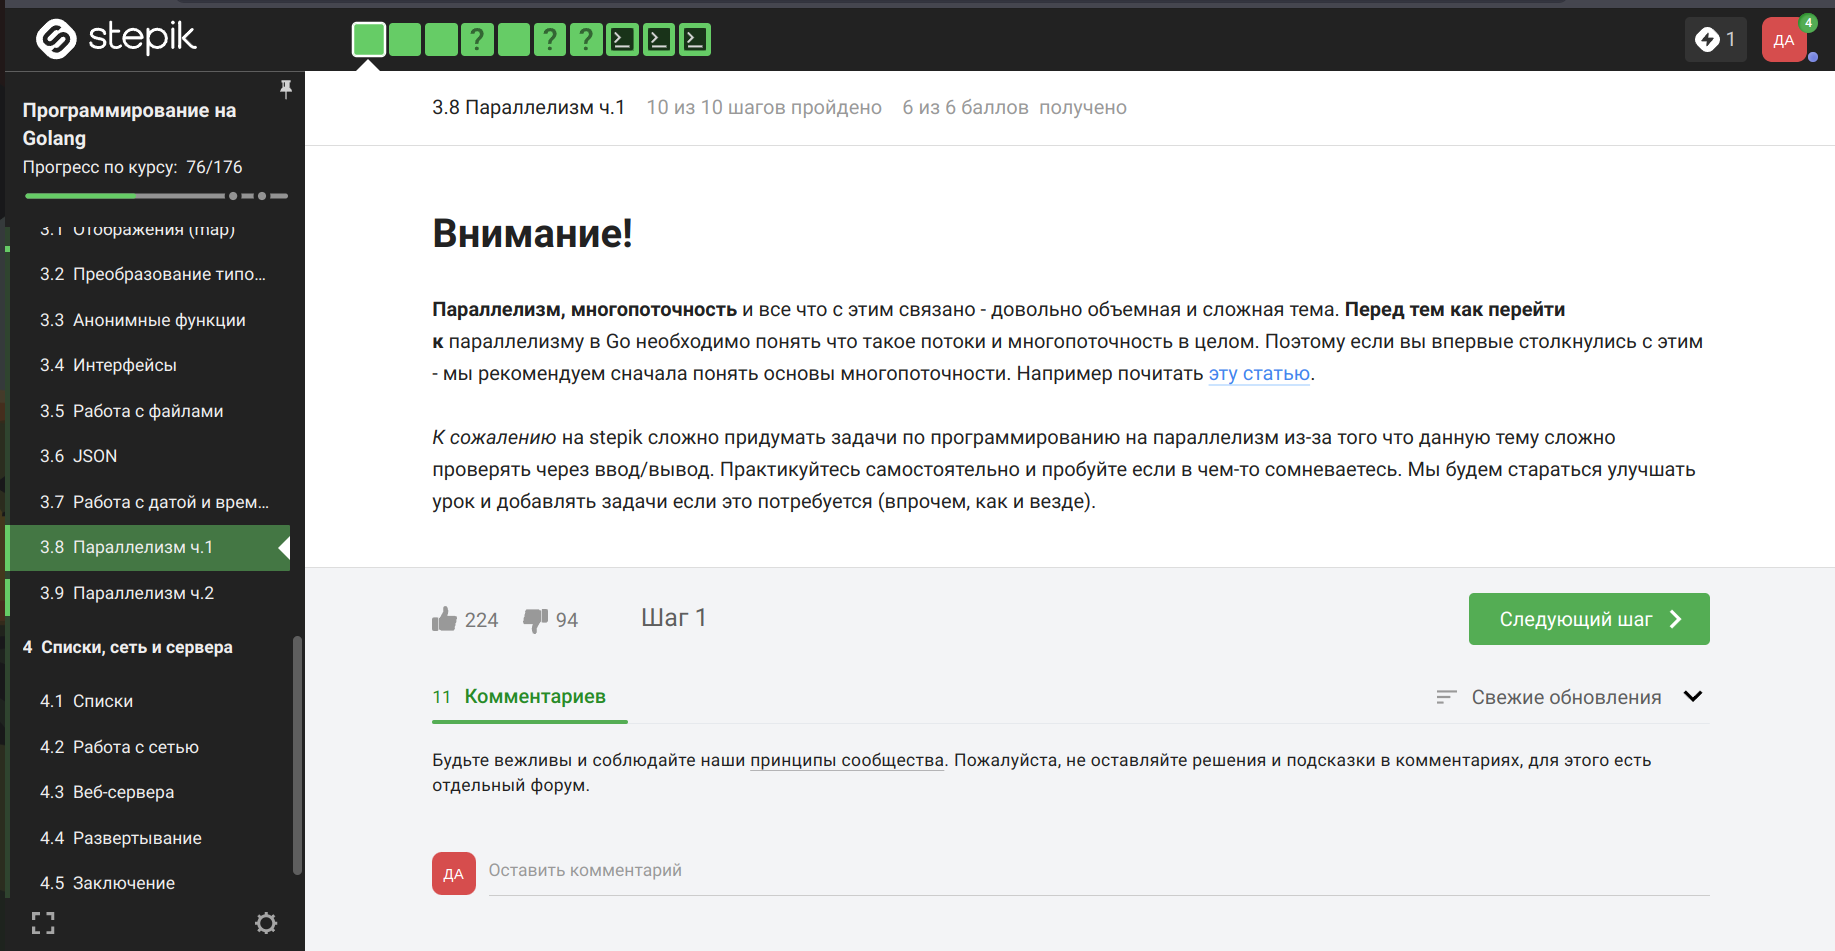 stepik
? ? ?
1
ДА
4
Программирование на
Golang
Прогресс по курсу: 76/176
3.1 Отображения (map)
3.2 Преобразование типо...
3.3 Анонимные функции
3.4 Интерфейсы
3.5 Работа с файлами
3.6 JSON
3.7 Работа с датой и врем...
3.8 Параллелизм ч.1
3.9 Параллелизм ч.2
4 Списки, сеть и сервера
4.1 Списки
4.2 Работа с сетью
4.3 Веб-сервера
4.4 Развертывание
4.5 Заключение
3.8 Параллелизм ч.1 10 из 10 шагов пройдено 6 из 6 баллов получено
Внимание!
Параллелизм, многопоточность и все что с этим связано - довольно объемная и сложная тема. Перед тем как перейти
к параллелизму в Go необходимо понять что такое потоки и многопоточность в целом. Поэтому если вы впервые столкнулись с этим
- мы рекомендуем сначала понять основы многопоточности. Например почитать эту статью.
К сожалению на stepik сложно придумать задачи по программированию на параллелизм из-за того что данную тему сложно
проверять через ввод/вывод. Практикуйтесь самостоятельно и пробуйте если в чем-то сомневаетесь. Мы будем стараться улучшать
урок и добавлять задачи если это потребуется (впрочем, как и везде).
224 94 Шаг 1 Следующий шаг
11 Комментариев Свежие обновления
Будьте вежливы и соблюдайте наши принципы сообщества. Пожалуйста, не оставляйте решения и подсказки в комментариях, для этого есть
отдельный форум.
ДА Оставить комментарий